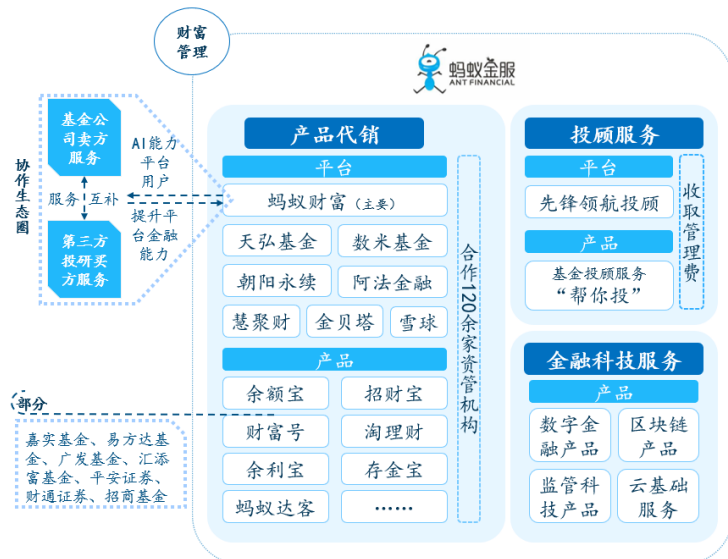 财富
管理
蚂蚁金服
ANT FINANCIAL
协作生态圈
基金公
司卖方
服务
服务
互补
第三方
投研买
方服务
AI能力
平台
用户
提升平
台金融
能力
产品代销
平台
蚂蚁财富（主要）
天弘基金
数米基金
朝阳永续
阿法金融
慧聚财
金贝塔
雪球
产品
余额宝
招财宝
财富号
淘理财
余利宝
存金宝
蚂蚁达客
……
合作120余家资管机构
部分
嘉实基金、易方达基
金、广发基金、汇添
富基金、平安证券、
财通证券、招商基金
投顾服务
平台
先锋领航投顾
产品
基金投顾服务
“帮你投”
收取管理费
金融科技服务
产品
数字金
融产品
区块链
产品
监管科
技产品
云基础
服务